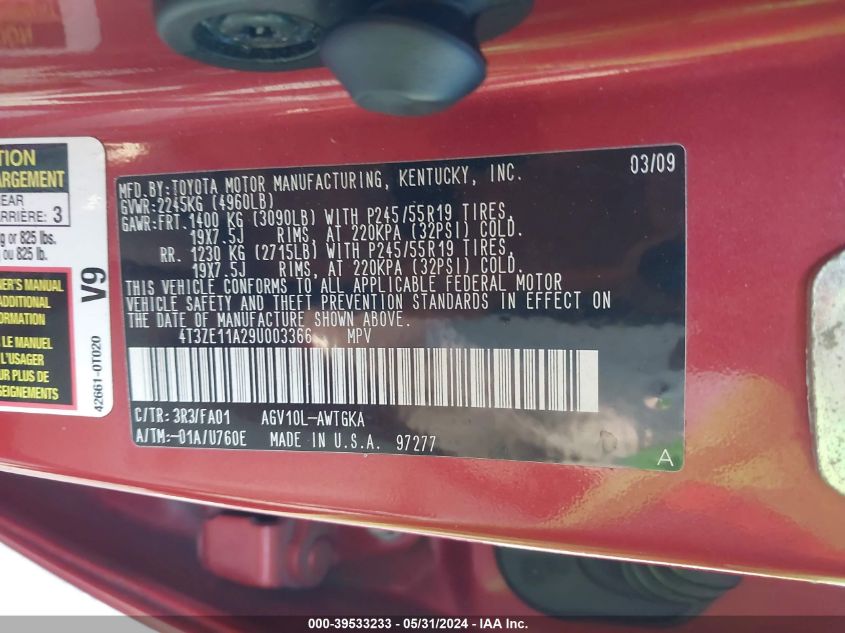 TION
ARGEMENT
EAR
ARRIÈRE: 3
g or 825 lbs.
ou 825 lb.
NER'S MANUAL
ADDITIONAL
ORMATION
LE MANUEL
L'USAGER
R PLUS DE
SEIGNEMENTS
V9
42661-0T020
03/09
MFD.BY:TOYOTA MOTOR MANUFACTURING, KENTUCKY, INC.
GVWR:2245KG (4960LB)
GAWR:FRT.1400 KG (3090LB) WITH P245/55R19 TIRES,
19X7.5J RIMS, AT 220KPA (32PSI) COLD.
RR. 1230 KG (2715LB) WITH P245/55R19 TIRES,
19X7.5J RIMS, AT 220KPA (32PSI) COLD.
THIS VEHICLE CONFORMS TO ALL APPLICABLE FEDERAL MOTOR
VEHICLE SAFETY AND THEFT PREVENTION STANDARDS IN EFFECT ON
THE DATE OF MANUFACTURE SHOWN ABOVE.
4T3ZE11A29U003366 MPV
C/TR: 3R3/FA01 AGV10L-AWTGKA
A/TM:-01A/U760E MADE IN U.S.A. 97277
A
000-39533233 - 05/31/2024 - IAA Inc.